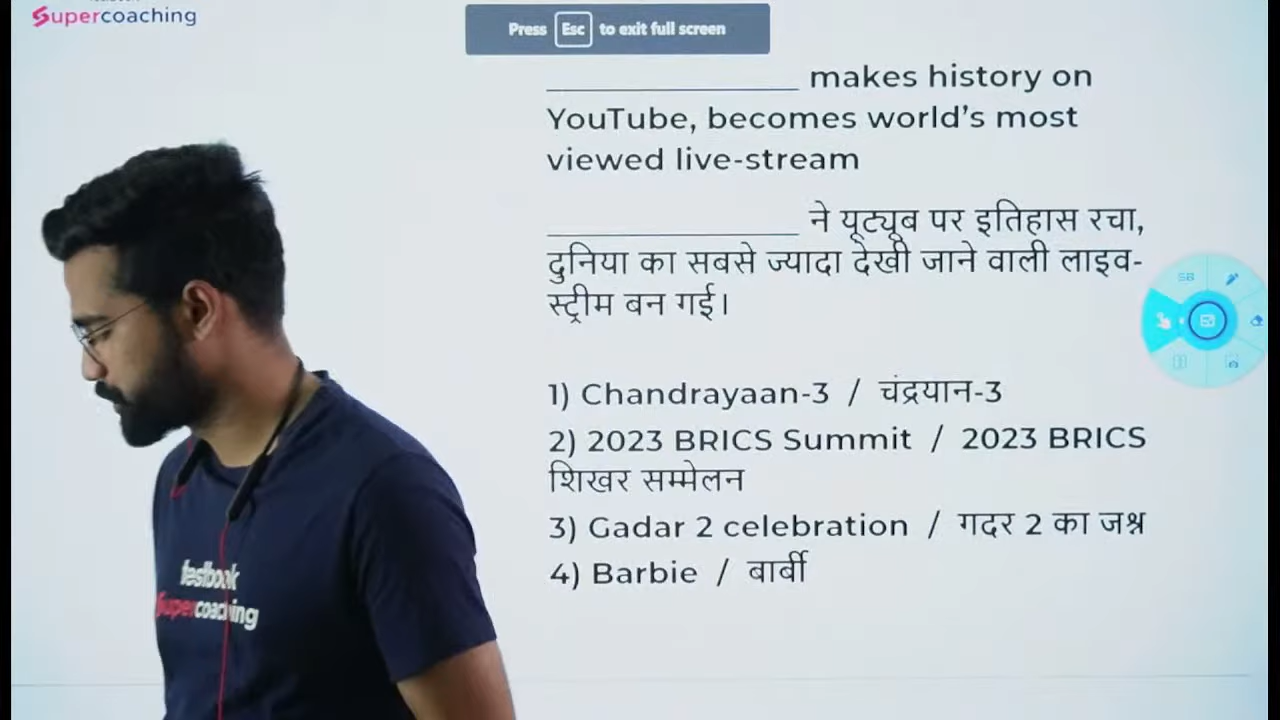 Supercoaching
Press Esc to exit full screen
____________ makes history on
YouTube, becomes world's most
viewed live-stream
____________ ने यूट्यूब पर इतिहास रचा,
दुनिया का सबसे ज्यादा देखी जाने वाली लाइव-
स्ट्रीम बन गई।
1) Chandrayaan-3 / चंद्रयान-3
2) 2023 BRICS Summit / 2023 BRICS
शिखर सम्मेलन
3) Gadar 2 celebration / गदर 2 का जश्न
4) Barbie / बार्बी
testbook
Supercoaching